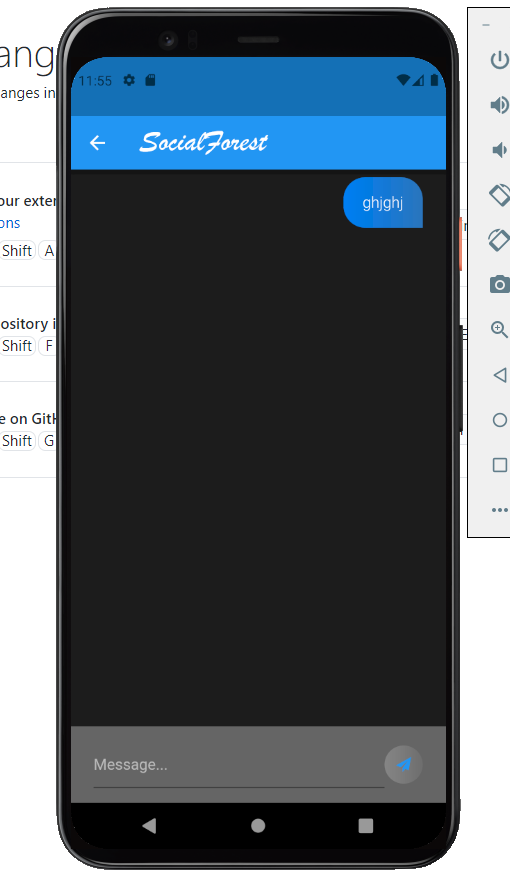 ang
anges in
our exter
ons
Shift A
ository i
Shift F
e on GitH
Shift G
11:55
SocialForest
ghjghj
Message...